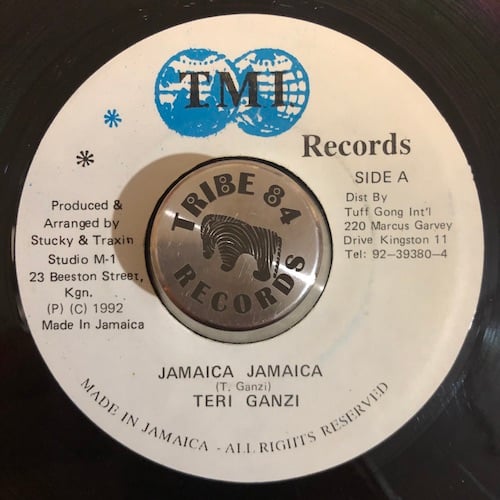 TMI
Records
SIDE A
Dist By
Tuff Gong Int'l
220 Marcus Garvey
Drive Kingston 11
Tel: 92-39380-4
Produced &
Arranged by
Stucky & Traxin
Studio M-1
23 Beeston Street,
Kgn.
(P) (C) 1992
Made In Jamaica
TRIBE 84
RECORDS
JAMAICA JAMAICA
(T. Ganzi)
TERI GANZI
MADE IN JAMAICA - ALL RIGHTS RESERVED